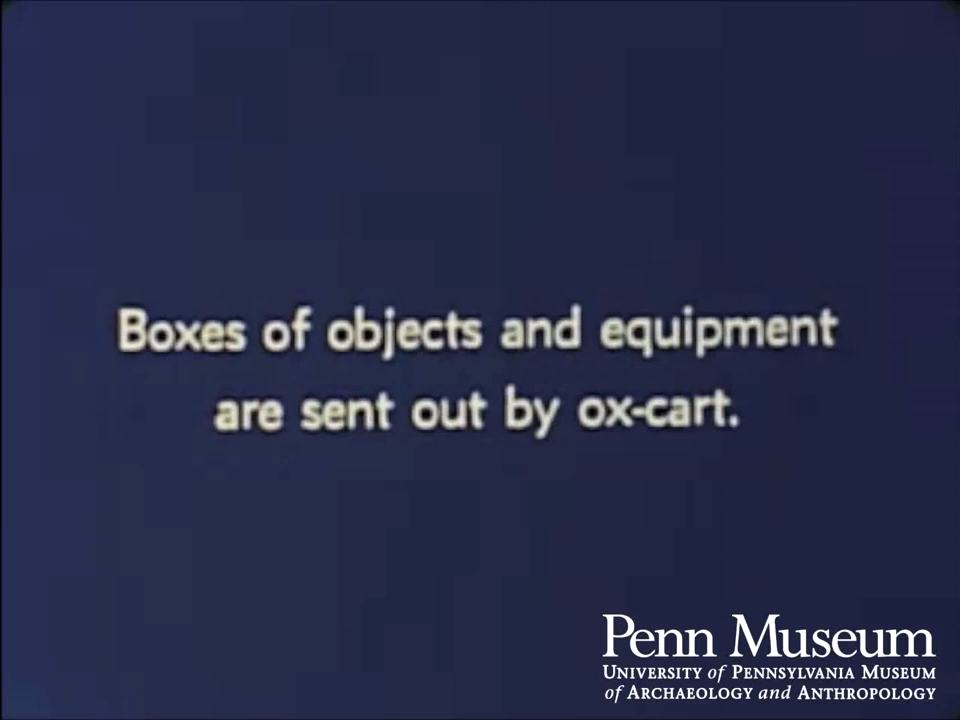 Boxes of objects and equipment
are sent out by ox-cart.
Penn Museum
University of Pennsylvania Museum
of Archaeology and Anthropology